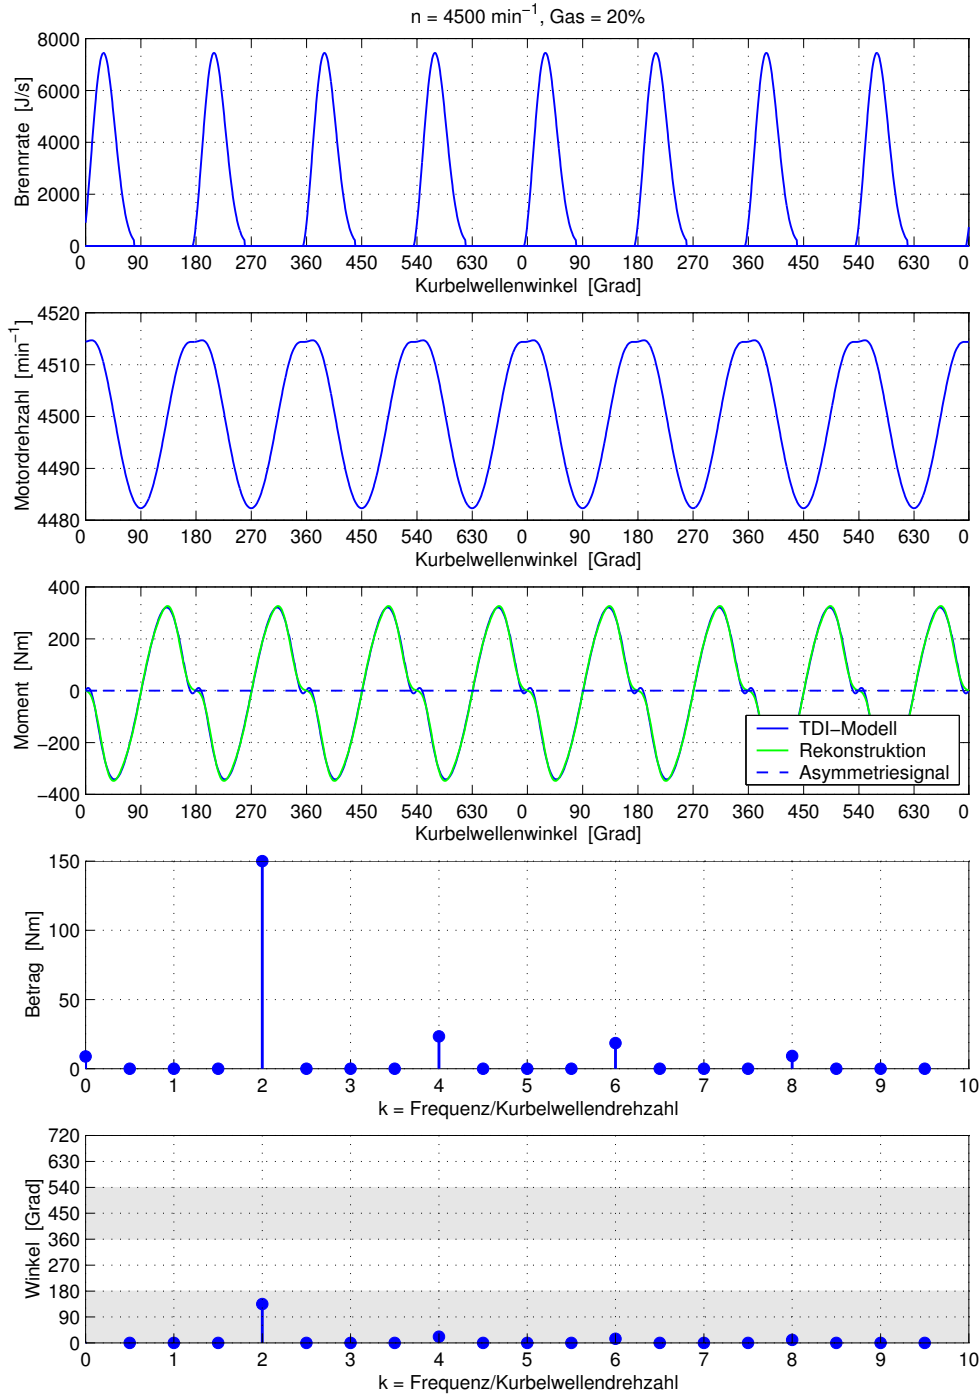 n = 4500 min⁻¹, Gas = 20%
8000
6000
4000
2000
0
Brennrate [J/s]
0 90 180 270 360 450 540 630 0 90 180 270 360 450 540 630 0
Kurbelwellenwinkel [Grad]
4520
4510
4500
4490
4480
Motordrehzahl [min⁻¹]
0 90 180 270 360 450 540 630 0 90 180 270 360 450 540 630 0
Kurbelwellenwinkel [Grad]
400
200
0
−200
−400
Moment [Nm]
TDI−Modell
Rekonstruktion
Asymmetriesignal
0 90 180 270 360 450 540 630 0 90 180 270 360 450 540 630 0
Kurbelwellenwinkel [Grad]
150
100
50
0
Betrag [Nm]
0 1 2 3 4 5 6 7 8 9 10
k = Frequenz/Kurbelwellendrehzahl
720
630
540
450
360
270
180
90
0
Winkel [Grad]
0 1 2 3 4 5 6 7 8 9 10
k = Frequenz/Kurbelwellendrehzahl